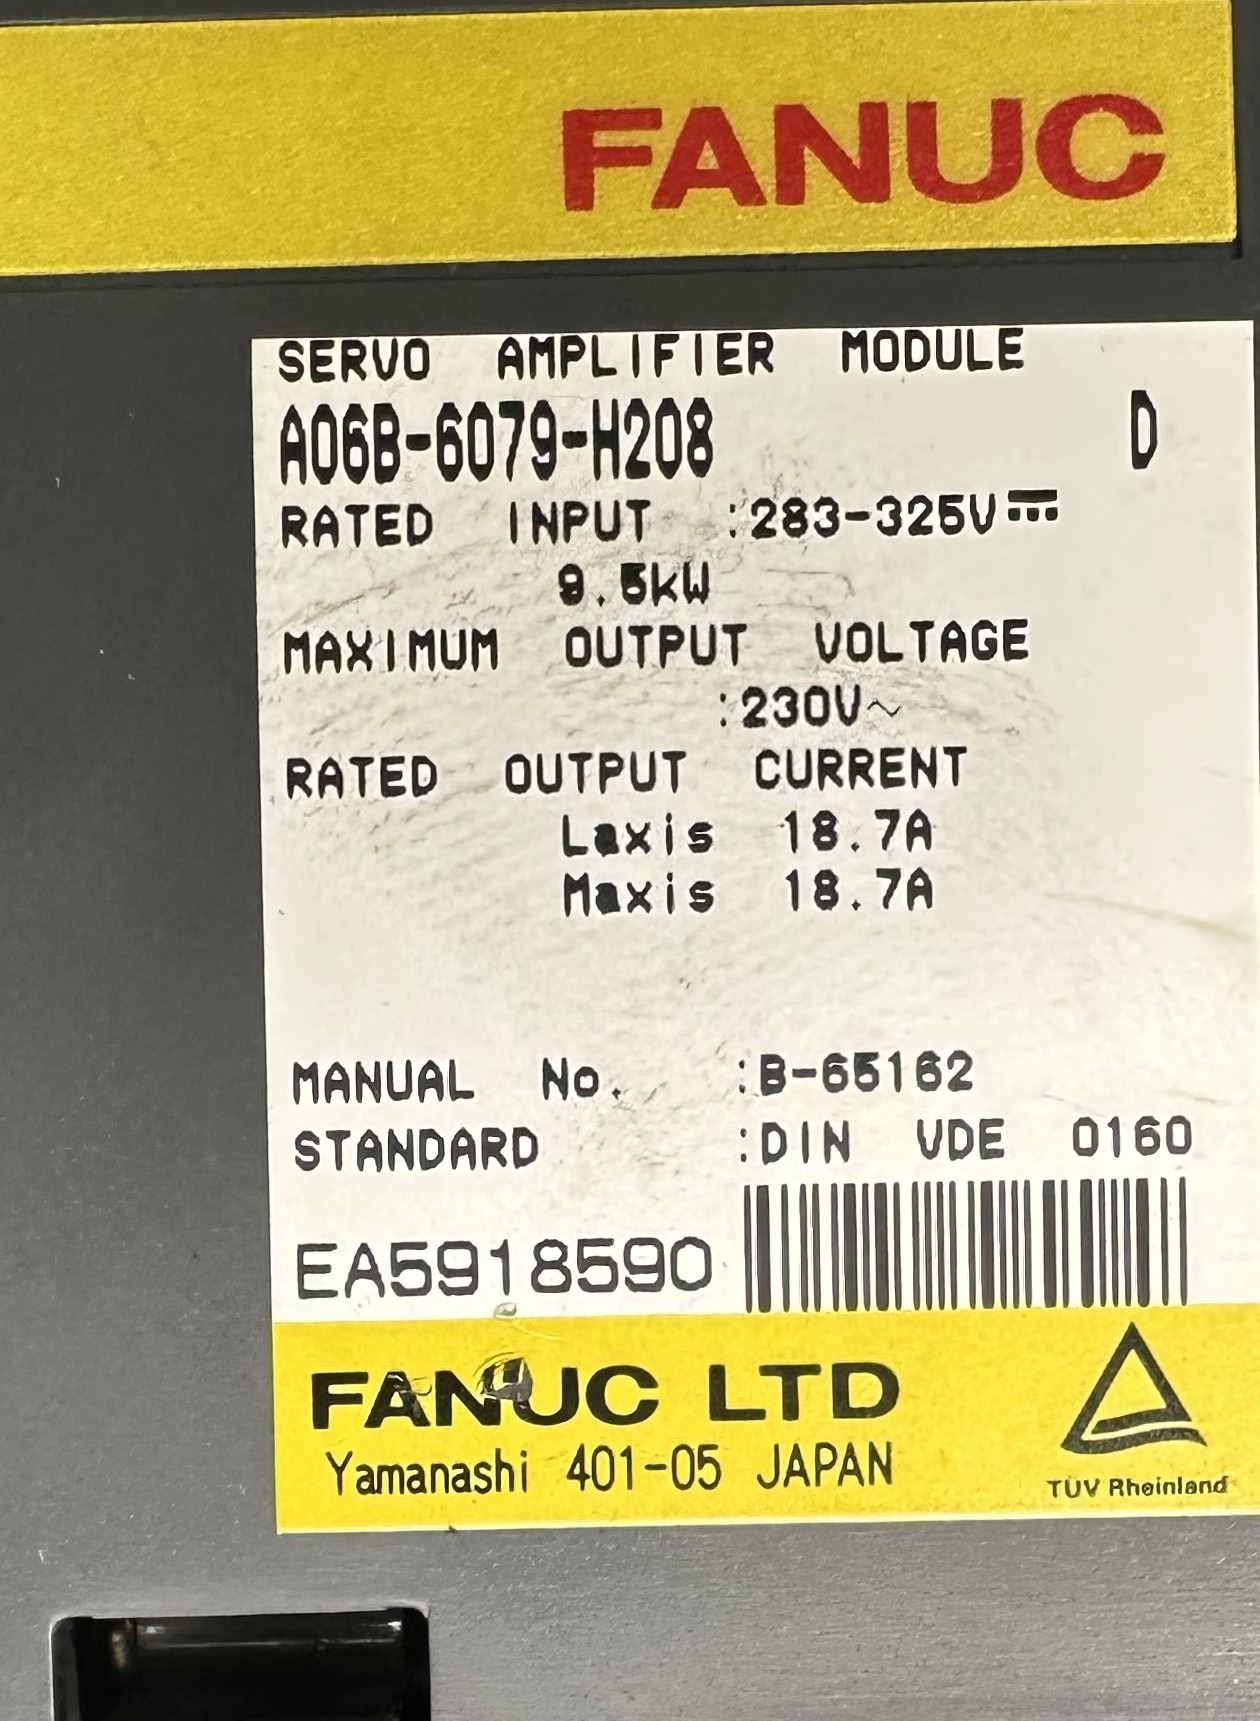 FANUC
SERVO AMPLIFIER MODULE
A06B-6079-H208 D
RATED INPUT :283-325V⎓
9.5kW
MAXIMUM OUTPUT VOLTAGE
:230V~
RATED OUTPUT CURRENT
Laxis 18.7A
Maxis 18.7A
MANUAL No. :B-65162
STANDARD :DIN VDE 0160
EA5918590
FANUC LTD
Yamanashi 401-05 JAPAN
TÜV Rheinland